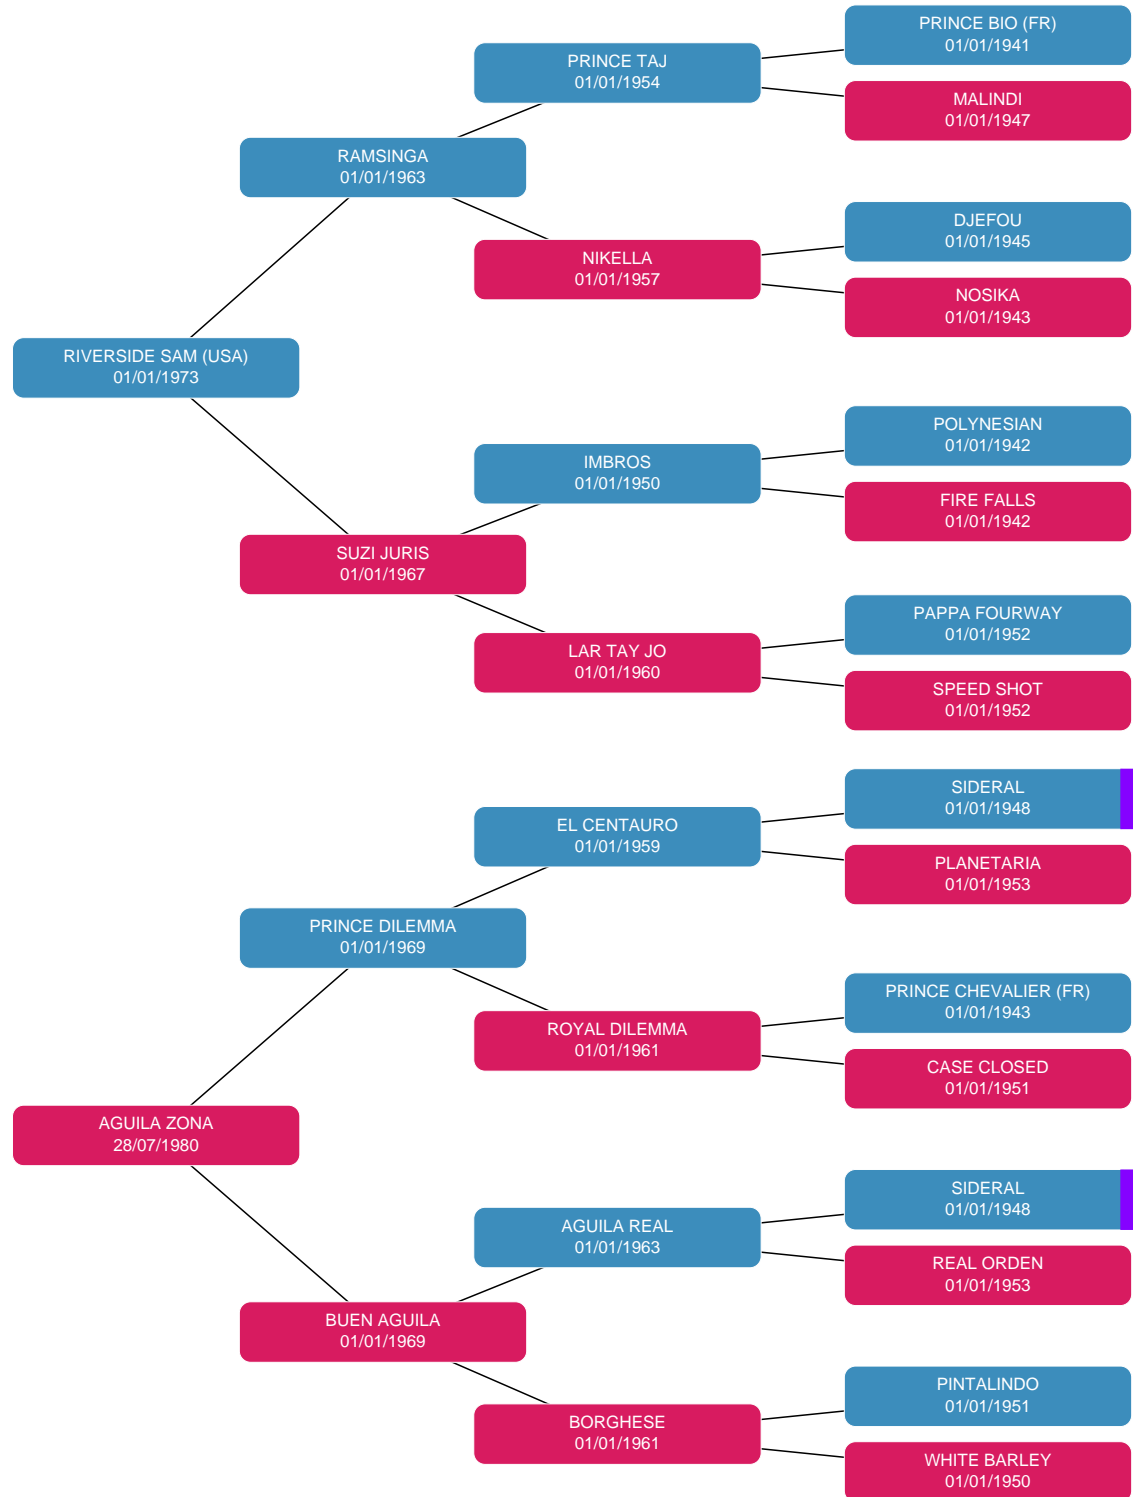 PRINCE BIO (FR)
01/01/1941
PRINCE TAJ
01/01/1954
MALINDI
01/01/1947
RAMSINGA
01/01/1963
DJEFOU
01/01/1945
NIKELLA
01/01/1957
NOSIKA
01/01/1943
RIVERSIDE SAM (USA)
01/01/1973
POLYNESIAN
01/01/1942
IMBROS
01/01/1950
FIRE FALLS
01/01/1942
SUZI JURIS
01/01/1967
PAPPA FOURWAY
01/01/1952
LAR TAY JO
01/01/1960
SPEED SHOT
01/01/1952
SIDERAL
01/01/1948
EL CENTAURO
01/01/1959
PLANETARIA
01/01/1953
PRINCE DILEMMA
01/01/1969
PRINCE CHEVALIER (FR)
01/01/1943
ROYAL DILEMMA
01/01/1961
CASE CLOSED
01/01/1951
AGUILA ZONA
28/07/1980
SIDERAL
01/01/1948
AGUILA REAL
01/01/1963
REAL ORDEN
01/01/1953
BUEN AGUILA
01/01/1969
PINTALINDO
01/01/1951
BORGHESE
01/01/1961
WHITE BARLEY
01/01/1950